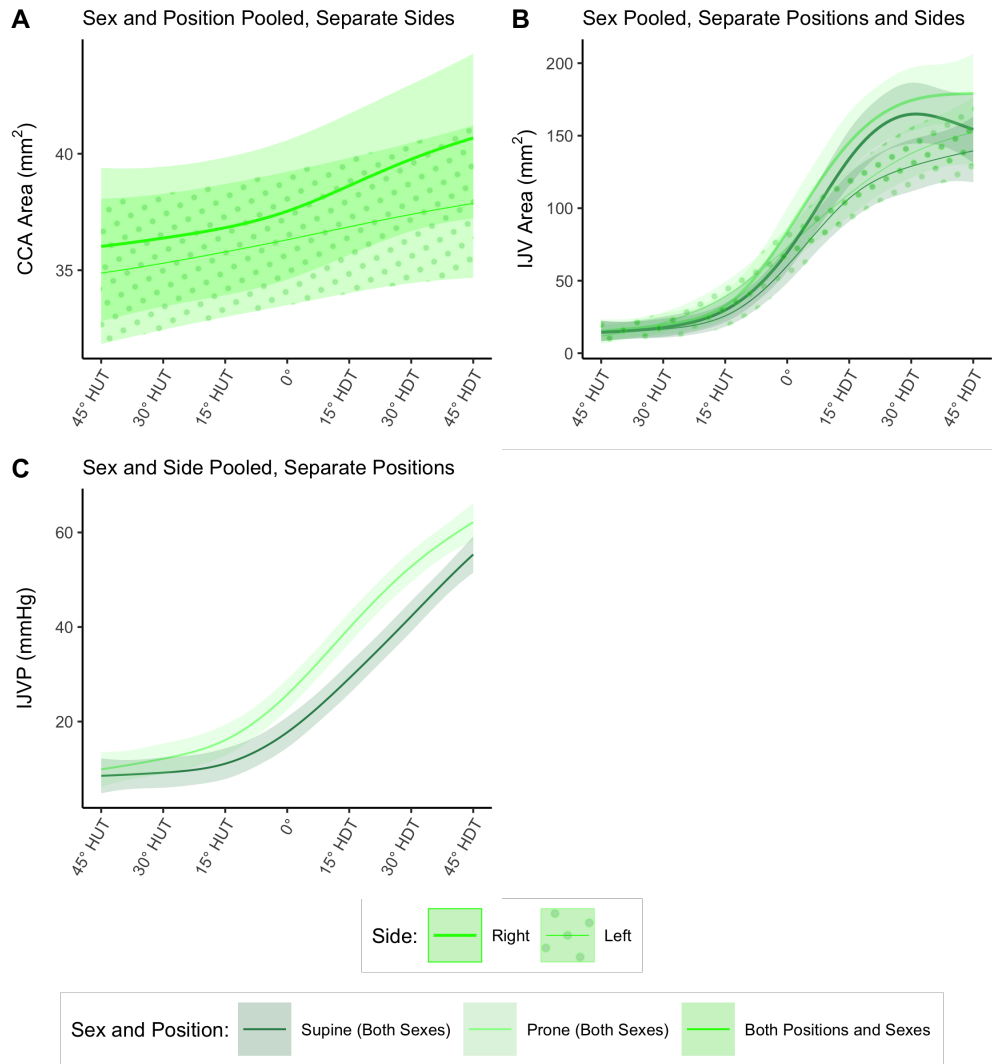 A Sex and Position Pooled, Separate Sides
CCA Area (mm²)
40
35
45° HUT
30° HUT
15° HUT
0°
15° HDT
30° HDT
45° HDT
B Sex Pooled, Separate Positions and Sides
IJV Area (mm²)
200
150
100
50
0
45° HUT
30° HUT
15° HUT
0°
15° HDT
30° HDT
45° HDT
C Sex and Side Pooled, Separate Positions
IJVP (mmHg)
60
40
20
45° HUT
30° HUT
15° HUT
0°
15° HDT
30° HDT
45° HDT
Side: Right Left
Sex and Position: Supine (Both Sexes) Prone (Both Sexes) Both Positions and Sexes